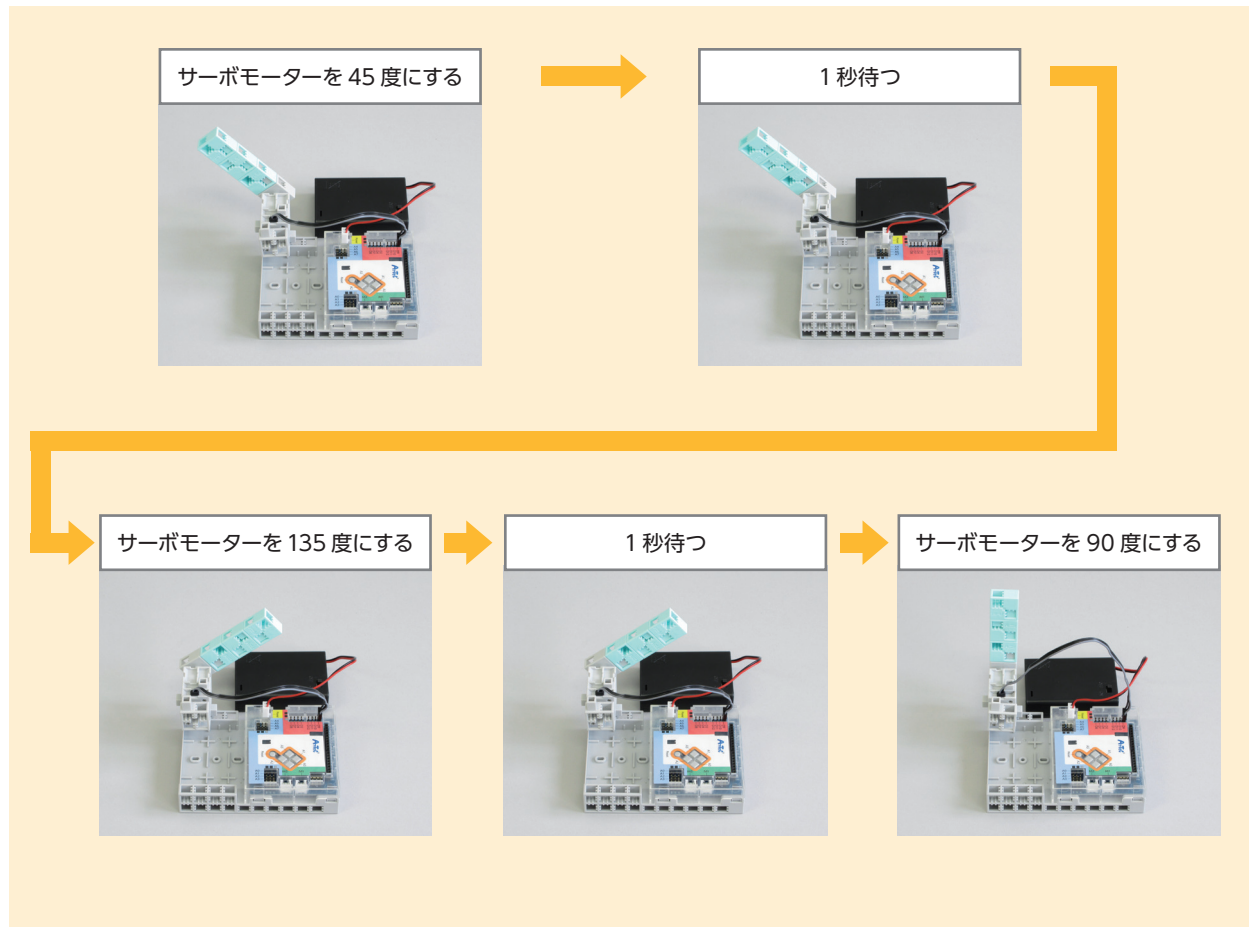 サーボモーターを 45 度にする
1 秒待つ
サーボモーターを 135 度にする
1 秒待つ
サーボモーターを 90 度にする